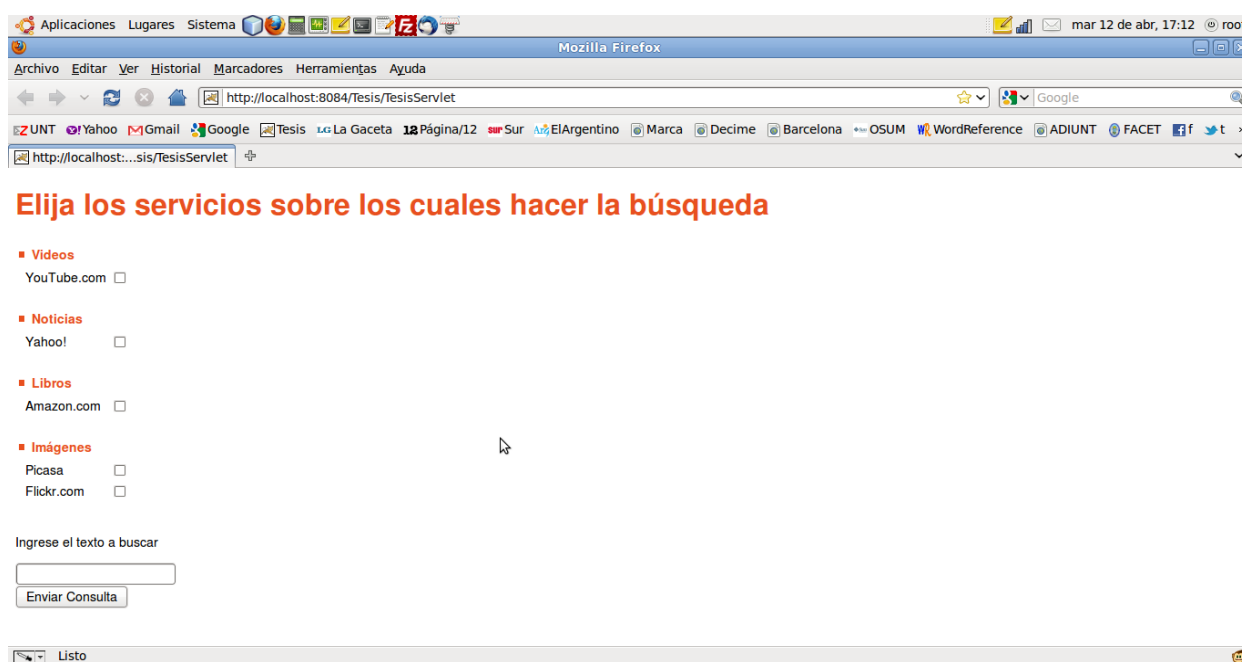 Aplicaciones Lugares Sistema mar 12 de abr, 17:12
Mozilla Firefox
Archivo Editar Ver Historial Marcadores Herramientas Ayuda
http://localhost:8084/Tesis/TesisServlet Google
UNT Yahoo Gmail Google Tesis LG La Gaceta 12 Página/12 sur Sur ElArgentino Marca Decime Barcelona OSUM WordReference ADIUNT FACET f t
http://localhost:...sis/TesisServlet
Elija los servicios sobre los cuales hacer la búsqueda
Videos
YouTube.com
Noticias
Yahoo!
Libros
Amazon.com
Imágenes
Picasa
Flickr.com
Ingrese el texto a buscar
Enviar Consulta
Listo